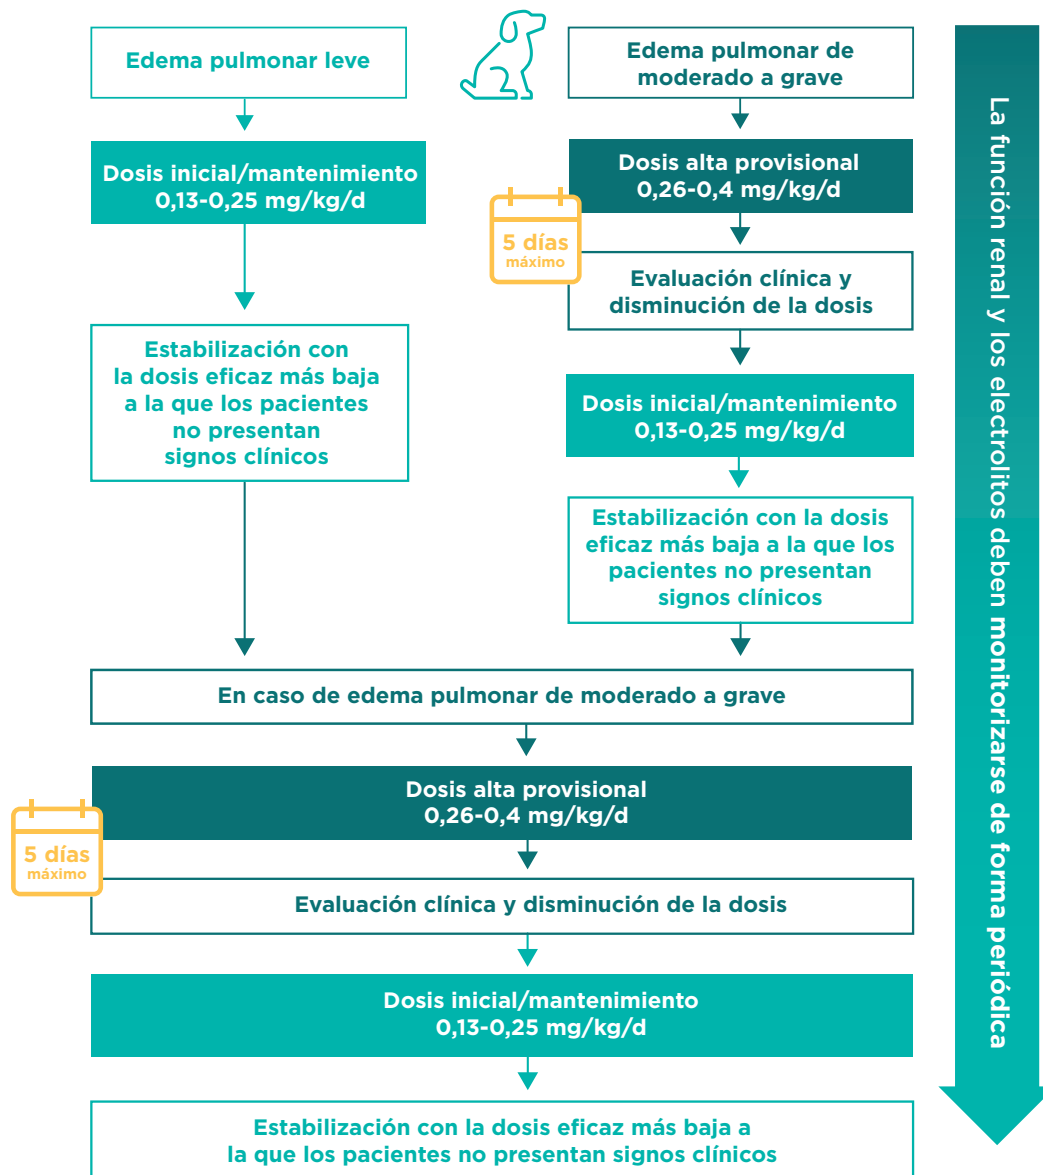 Edema pulmonar leve
Dosis inicial/mantenimiento
0,13-0,25 mg/kg/d
Estabilización con
la dosis eficaz más baja
a la que los pacientes
no presentan
signos clínicos
Edema pulmonar de
moderado a grave
Dosis alta provisional
0,26-0,4 mg/kg/d
5 días
máximo
Evaluación clínica y
disminución de la dosis
Dosis inicial/mantenimiento
0,13-0,25 mg/kg/d
Estabilización con la dosis
eficaz más baja a la que los
pacientes no presentan
signos clínicos
En caso de edema pulmonar de moderado a grave
Dosis alta provisional
0,26-0,4 mg/kg/d
5 días
máximo
Evaluación clínica y disminución de la dosis
Dosis inicial/mantenimiento
0,13-0,25 mg/kg/d
Estabilización con la dosis eficaz más baja a
la que los pacientes no presentan signos clínicos
La función renal y los electrolitos deben monitorizarse de forma periódica